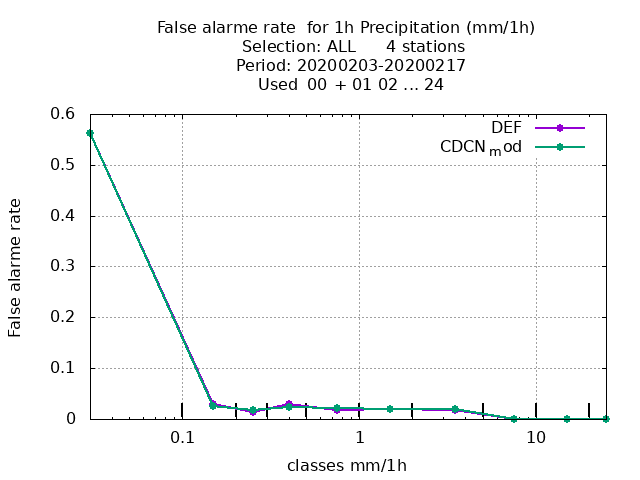 False alarme rate  for 1h Precipitation (mm/1h)
Selection: ALL      4 stations
Period: 20200203-20200217
Used  00  + 01 02 ... 24
DEF
CDCNmod
0.6
0.5
0.4
0.3
0.2
0.1
0
False alarme rate
0.1
1
10
classes mm/1h